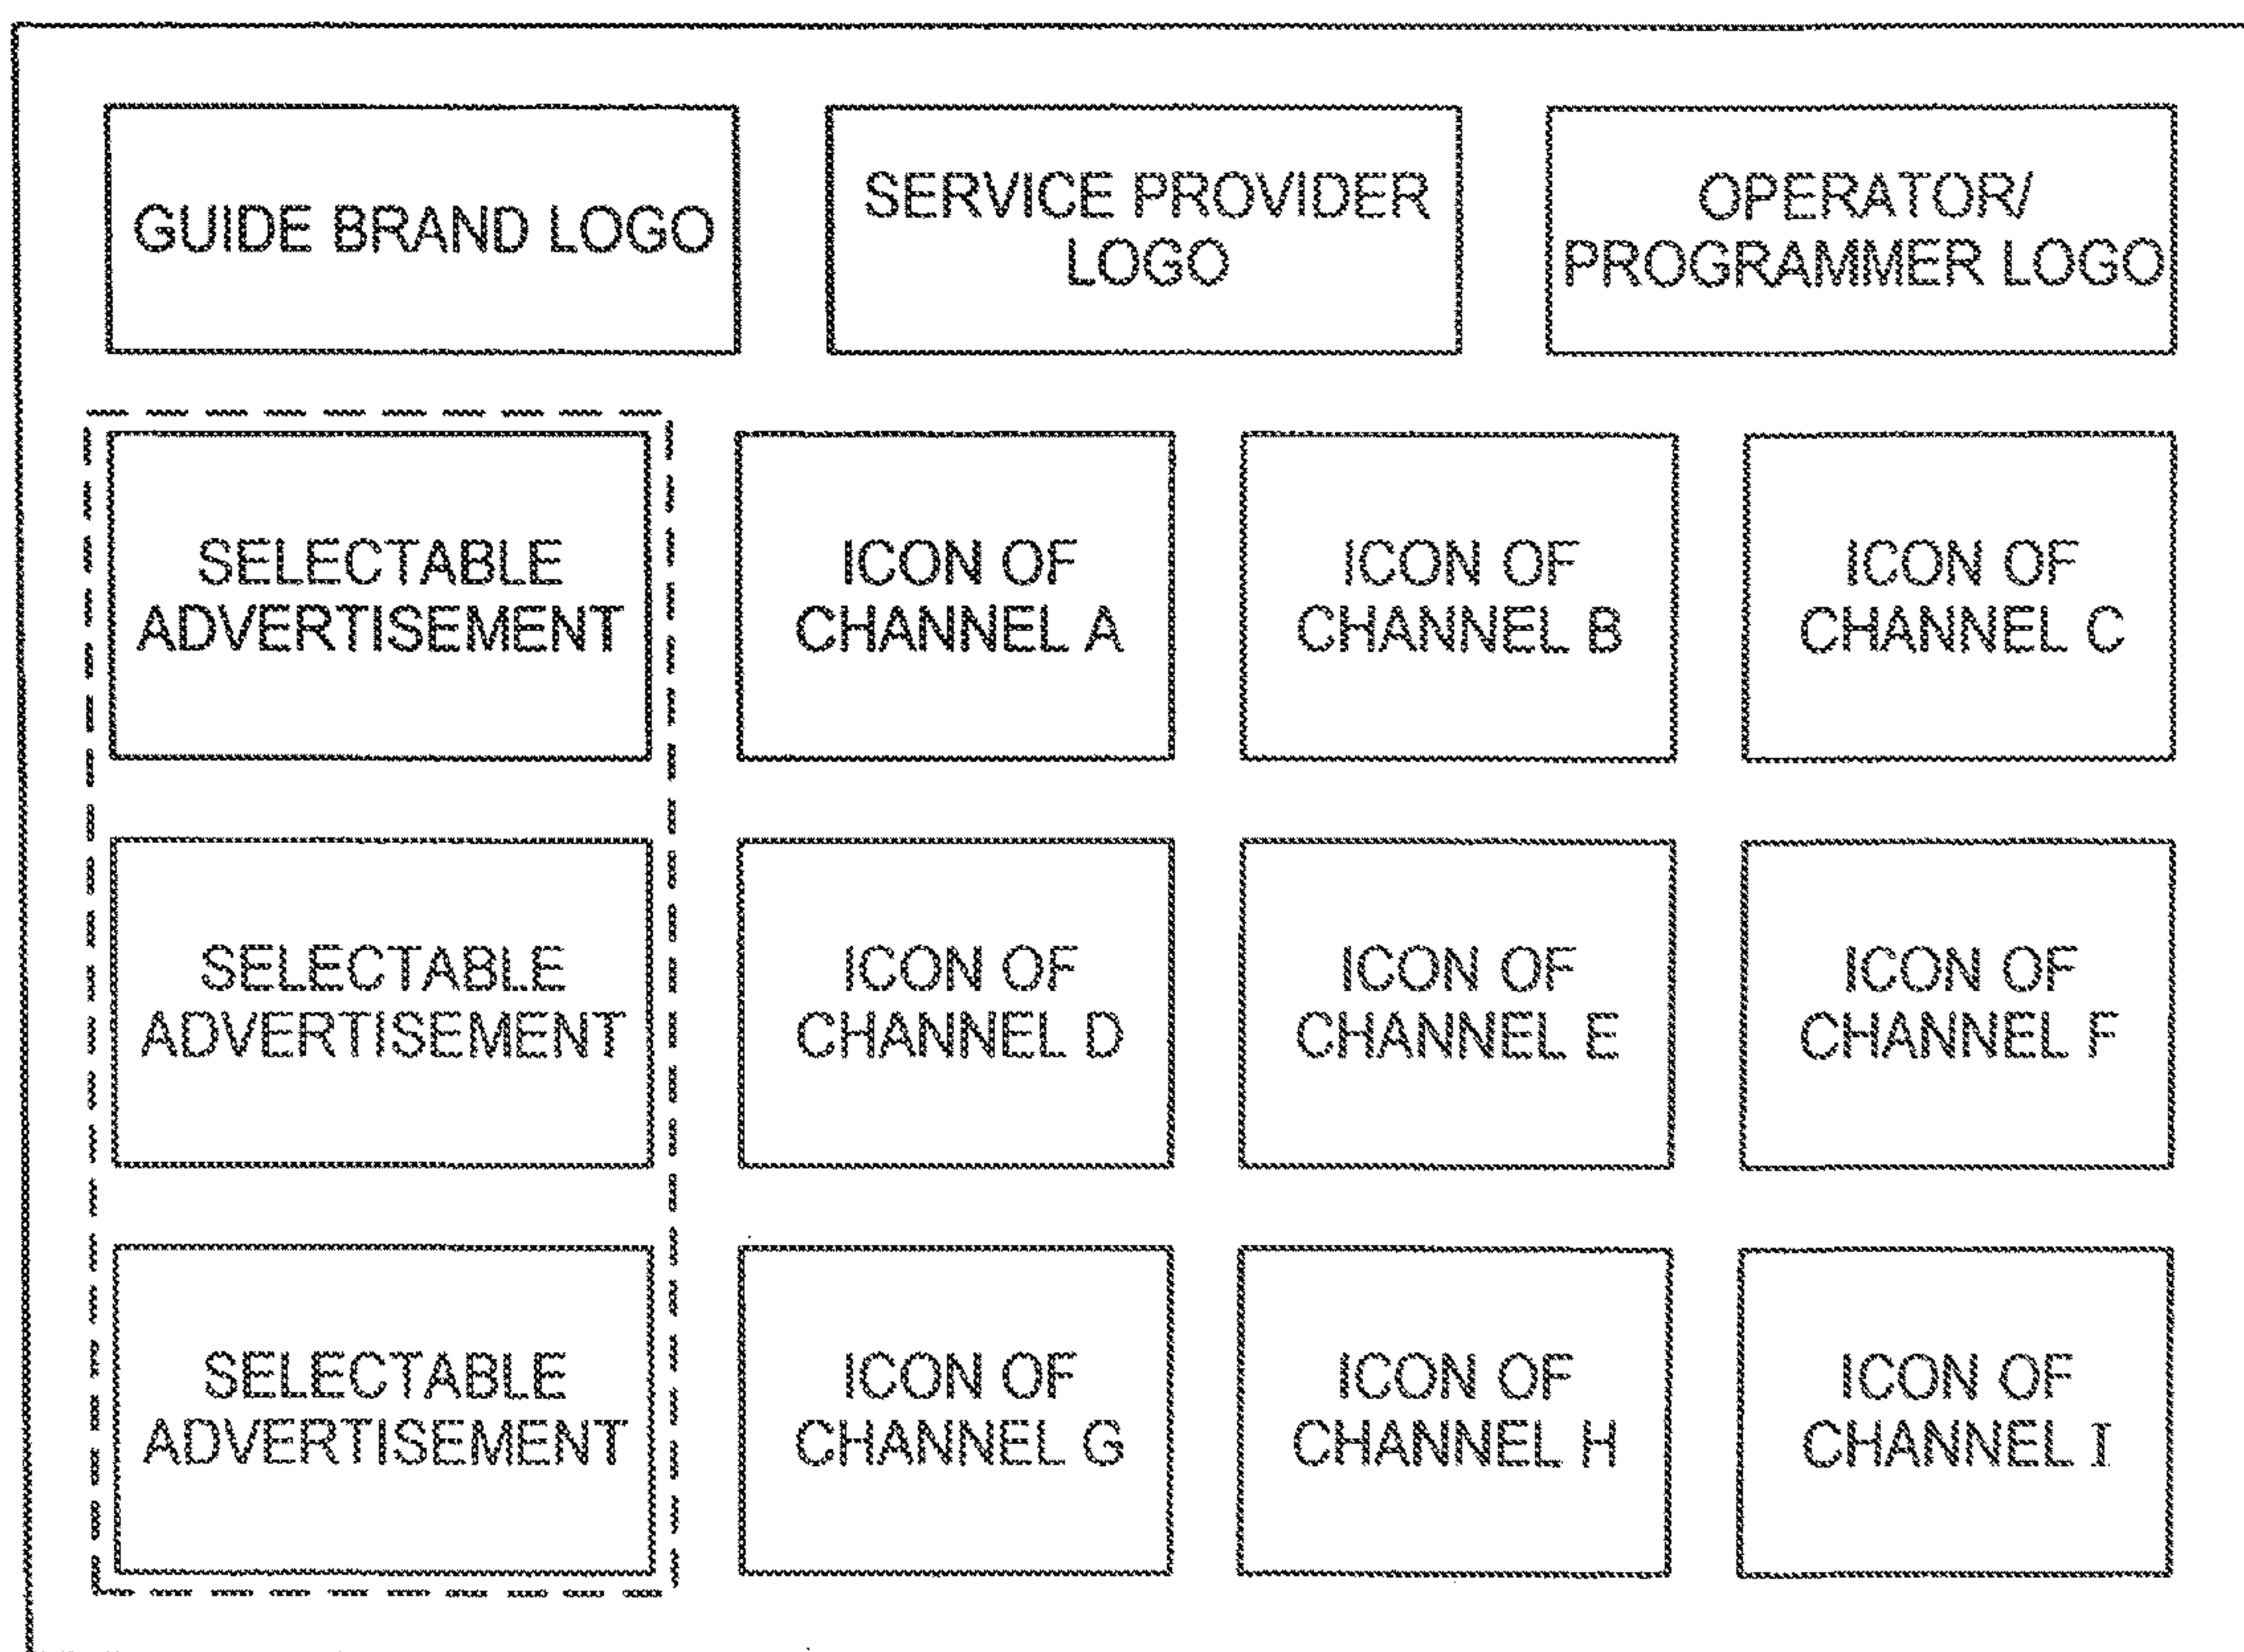 GUIDE BRAND LOGO
SERVICE PROVIDER
LOGO
OPERATOR/
PROGRAMMER LOGO
SELECTABLE
ADVERTISEMENT
ICON OF
CHANNEL A
ICON OF
CHANNEL B
ICON OF
CHANNEL C
SELECTABLE
ADVERTISEMENT
ICON OF
CHANNEL D
ICON OF
CHANNEL E
ICON OF
CHANNEL F
SELECTABLE
ADVERTISEMENT
ICON OF
CHANNEL G
ICON OF
CHANNEL H
ICON OF
CHANNEL I